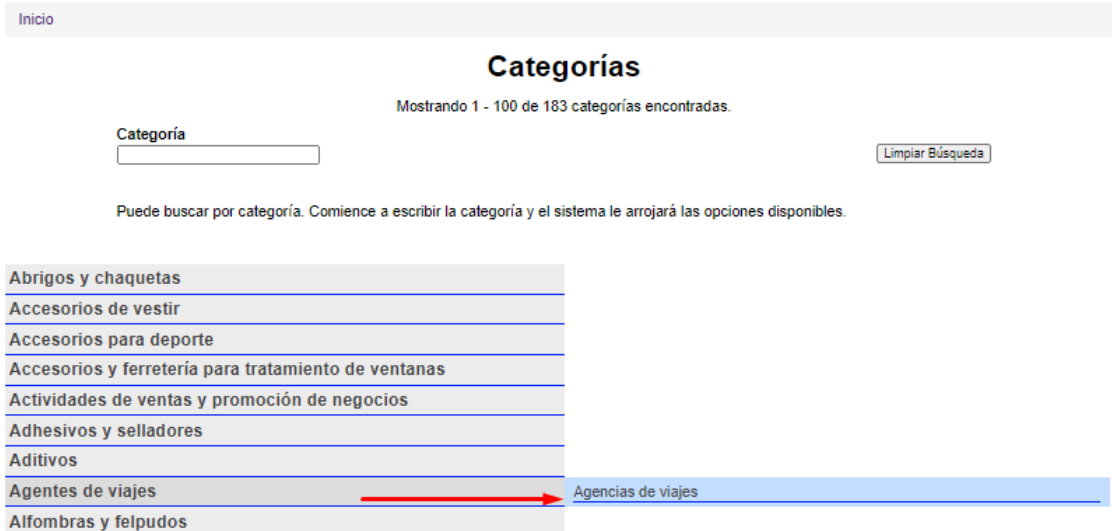 Inicio
Categorías
Mostrando 1 - 100 de 183 categorías encontradas.
Categoría
Limpiar Búsqueda
Puede buscar por categoría. Comience a escribir la categoría y el sistema le arrojará las opciones disponibles.
Abrigos y chaquetas
Accesorios de vestir
Accesorios para deporte
Accesorios y ferretería para tratamiento de ventanas
Actividades de ventas y promoción de negocios
Adhesivos y selladores
Aditivos
Agentes de viajes
Agencias de viajes
Alfombras y felpudos